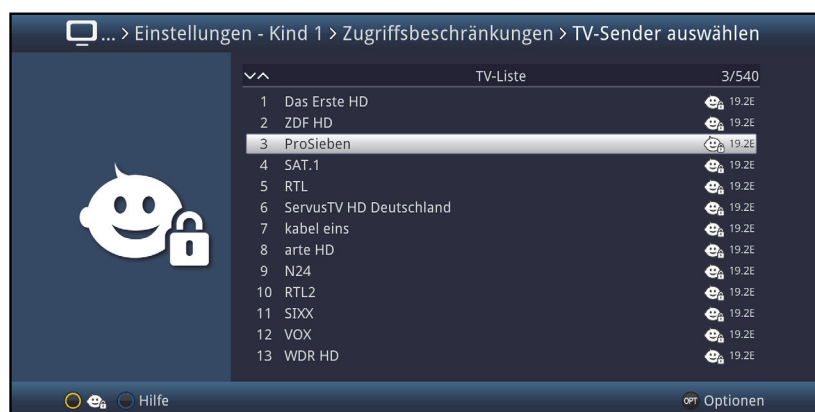 ... > Einstellungen - Kind 1 > Zugriffsbeschränkungen > TV-Sender auswählen
TV-Liste 3/540
1 Das Erste HD 19.2E
2 ZDF HD 19.2E
3 ProSieben 19.2E
4 SAT.1 19.2E
5 RTL 19.2E
6 ServusTV HD Deutschland 19.2E
7 kabel eins 19.2E
8 arte HD 19.2E
9 N24 19.2E
10 RTL2 19.2E
11 SIXX 19.2E
12 VOX 19.2E
13 WDR HD 19.2E
Hilfe OPT Optionen